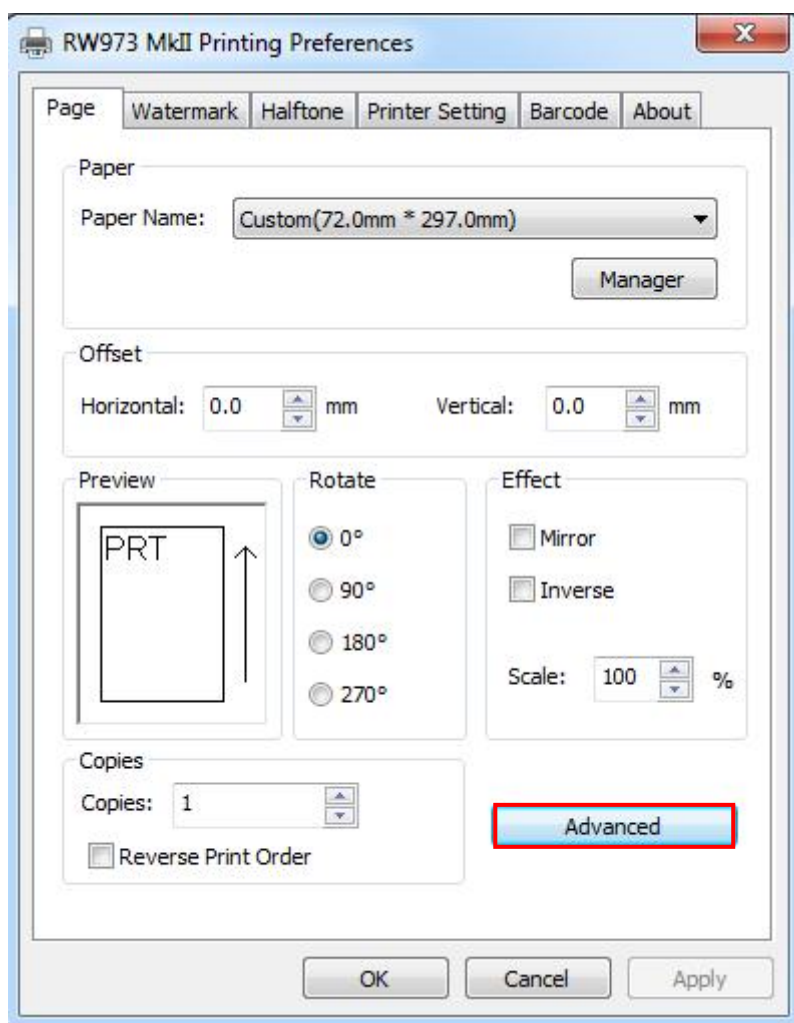 RW973 MkII Printing Preferences
Page Watermark Halftone Printer Setting Barcode About
Paper
Paper Name: Custom(72.0mm * 297.0mm)
Manager
Offset
Horizontal: 0.0 mm Vertical: 0.0 mm
Preview Rotate Effect
PRT 0° Mirror
90° Inverse
180°
Scale: 100 %
270°
Copies
Copies: 1
Advanced
Reverse Print Order
OK Cancel Apply